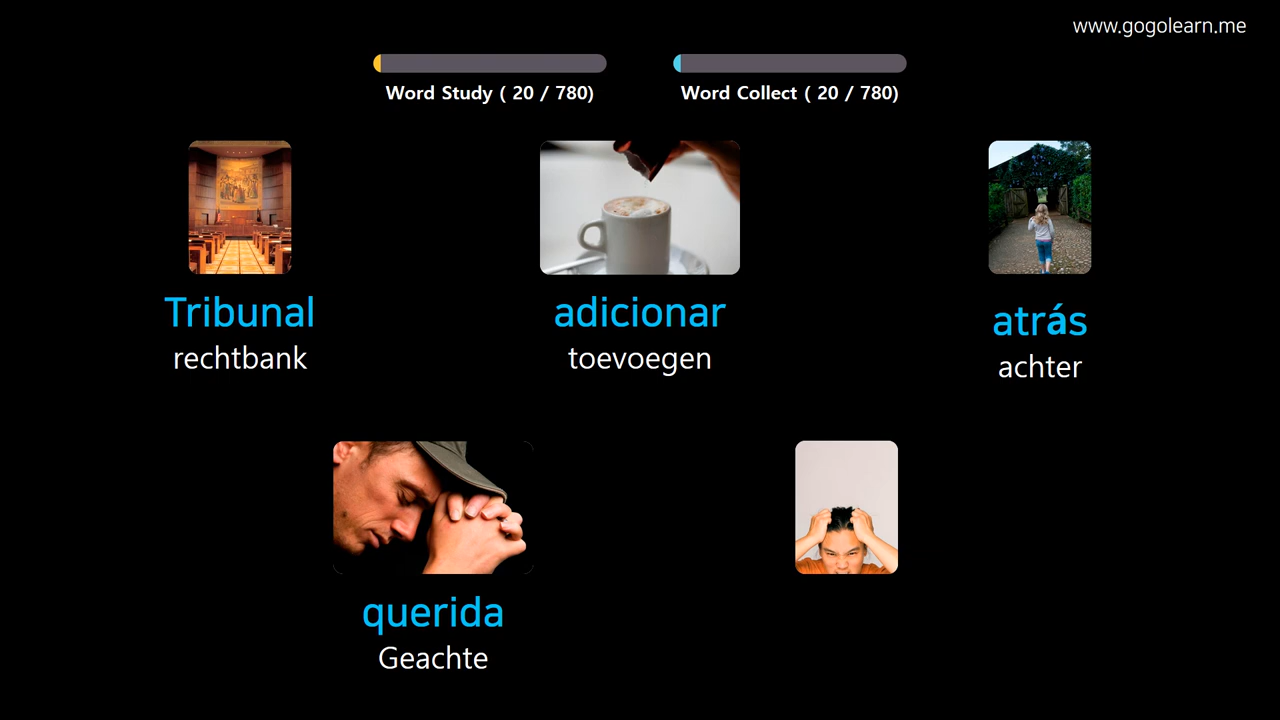 www.gogolearn.me
Word Study ( 20 / 780)
Word Collect ( 20 / 780)
Tribunal
rechtbank
adicionar
toevoegen
atrás
achter
querida
Geachte